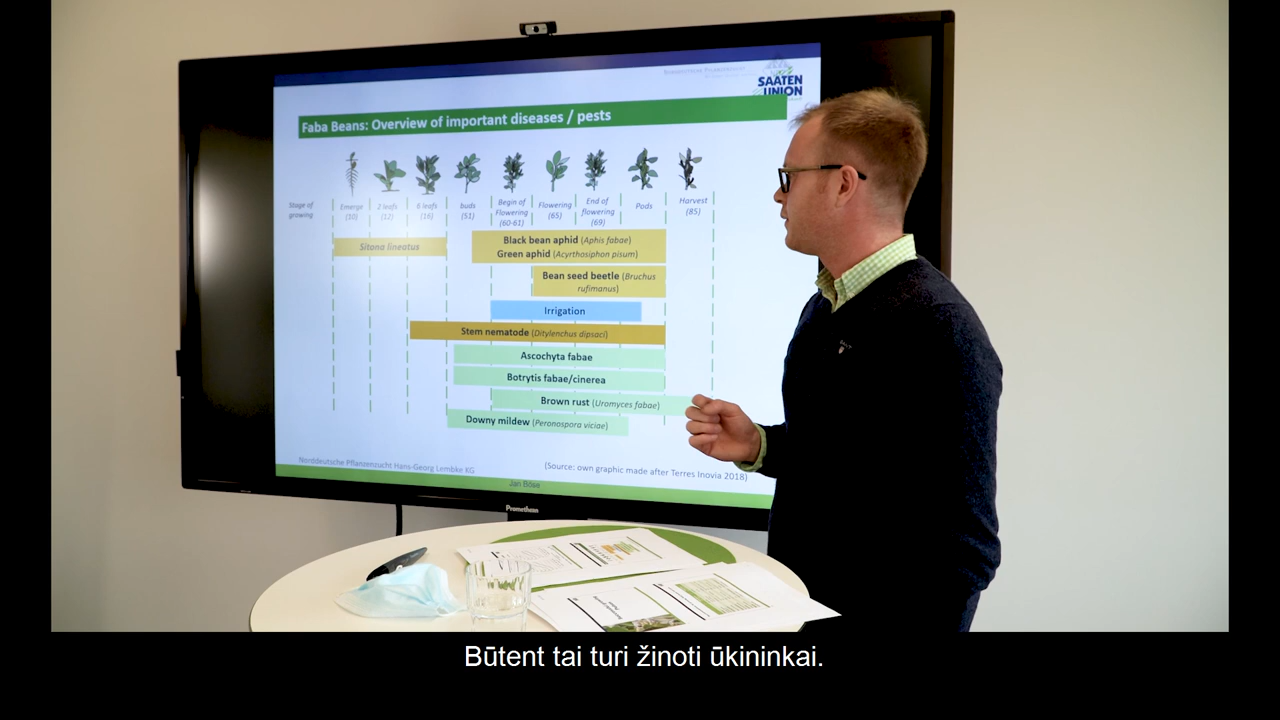 SAATEN
UNION
Faba Beans: Overview of important diseases / pests
Stage of growing
Emerge (10)
2 leafs (12)
6 leafs (16)
buds (51)
Begin of Flowering (60-61)
Flowering (65)
End of flowering (69)
Pods
Harvest (85)
Sitona lineatus
Black bean aphid (Aphis fabae)
Green aphid (Acyrthosiphon pisum)
Bean seed beetle (Bruchus
rufimanus)
Irrigation
Stem nematode (Ditylenchus dipsaci)
Ascochyta fabae
Botrytis fabae/cinerea
Brown rust (Uromyces fabae)
Downy mildew (Peronospora viciae)
Norddeutsche Pflanzenzucht Hans-Georg Lembke KG
(Source: own graphic made after Terres Inovia 2018)
Jan Böse
Promethean
Būtent tai turi žinoti ūkininkai.